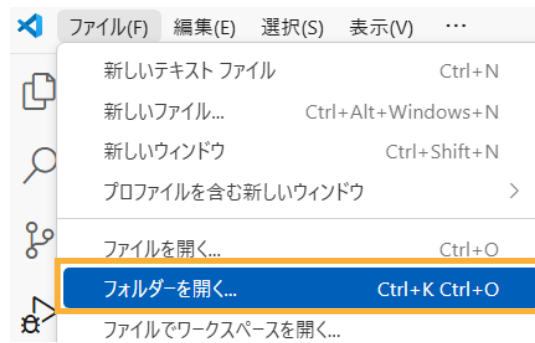 ファイル(F) 編集(E) 選択(S) 表示(V) ...
新しいテキスト ファイル Ctrl+N
新しいファイル... Ctrl+Alt+Windows+N
新しいウィンドウ Ctrl+Shift+N
プロファイルを含む新しいウィンドウ
ファイルを開く... Ctrl+O
フォルダーを開く... Ctrl+K Ctrl+O
ファイルでワークスペースを開く...